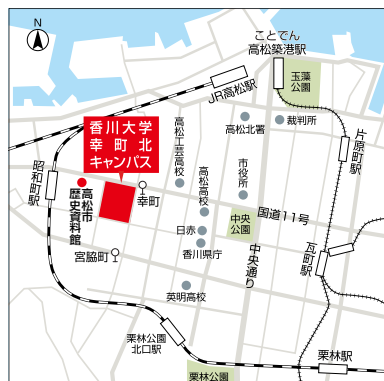 N
ことでん
高松築港駅
玉藻
公園
JR高松駅
香川大学
幸町北
キャンパス
高松工芸高校
高松北署
裁判所
片原町駅
昭和町駅
高松市
歴史資料館
幸町
高松高校
市役所
国道11号
日赤
中央
公園
香川県庁
宮脇町
中央通り
瓦町駅
英明高校
栗林公園
北口駅
栗林駅
栗林公園